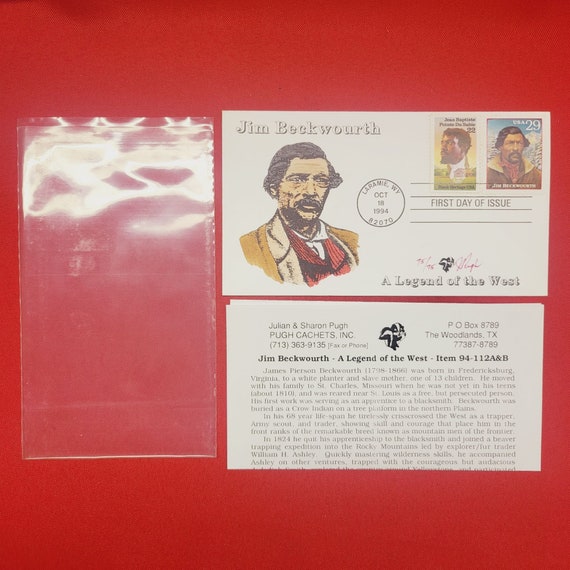 Jim Beckwourth
Jean Baptiste
Pointe Du Sable
22
Black Heritage USA
USA 29
JIM BECKWOURTH
LARAMIE, WY
OCT
18
1994
82070
FIRST DAY OF ISSUE
A Legend of the West
Julian & Sharon Pugh
PUGH CACHETS, INC.
(713) 363-9135 [Fax or Phone]
P O Box 8789
The Woodlands, TX
77387-8789
Jim Beckwourth - A Legend of the West - Item 94-112A&B
James Pierson Beckwourth (1798-1866) was born in Fredericksburg,
Virginia, to a white planter and slave mother, one of 13 children. He moved
with his family to St. Charles, Missouri when he was not yet in his teens
(about 1810), and was reared near St. Louis as a free, but persecuted person.
His first work was serving as an apprentice to a blacksmith. Beckwourth was
buried as a Crow Indian on a tree platform in the northern Plains.
In his 68 year life-span he tirelessly crisscrossed the West as a trapper,
Army scout, and trader, showing skill and courage that place him in the
front ranks of the remarkable breed known as mountain men of the frontier.
In 1824 he quit his apprenticeship to the blacksmith and joined a beaver
trapping expedition into the Rocky Mountains led by explorer/fur trader
William H. Ashley. Quickly mastering wilderness skills, he accompanied
Ashley on other ventures, trapped with the courageous but audacious